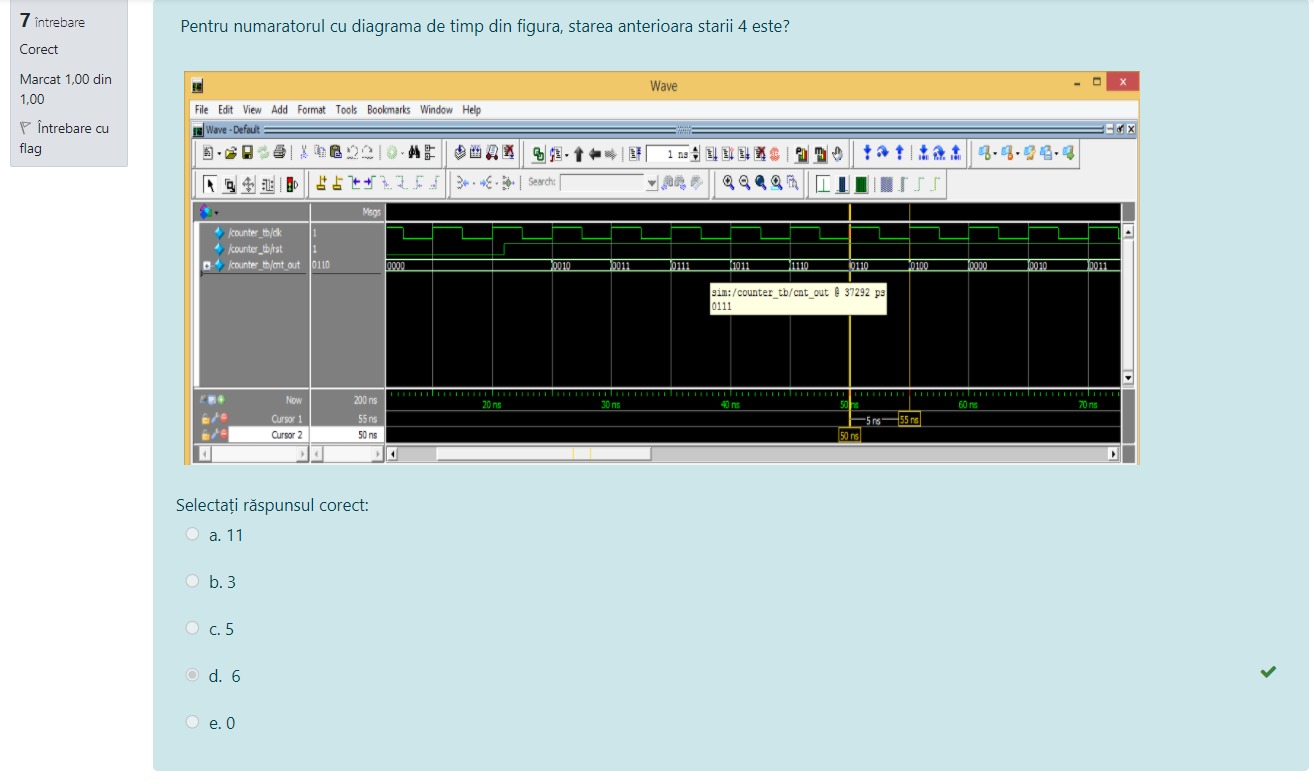 7 întrebare
Corect
Marcat 1,00 din
1,00
Întrebare cu
flag
Pentru numaratorul cu diagrama de timp din figura, starea anterioara starii 4 este?
Wave
File Edit View Add Format Tools Bookmarks Window Help
Wave - Default
1 ns
Search:
Msgs
/counter_tb/clk 1
/counter_tb/rst 1
/counter_tb/cnt_out 0110 0000 0010 0011 0111 1011 1110 0110 0100 0000 0010 0011
sim:/counter_tb/cnt_out @ 37292 ps
0111
Now 200 ns 20 ns 30 ns 40 ns 50 ns 60 ns 70 ns
Cursor 1 55 ns 5 ns 55 ns
Cursor 2 50 ns 50 ns
Selectați răspunsul corect:
a. 11
b. 3
c. 5
d. 6
e. 0